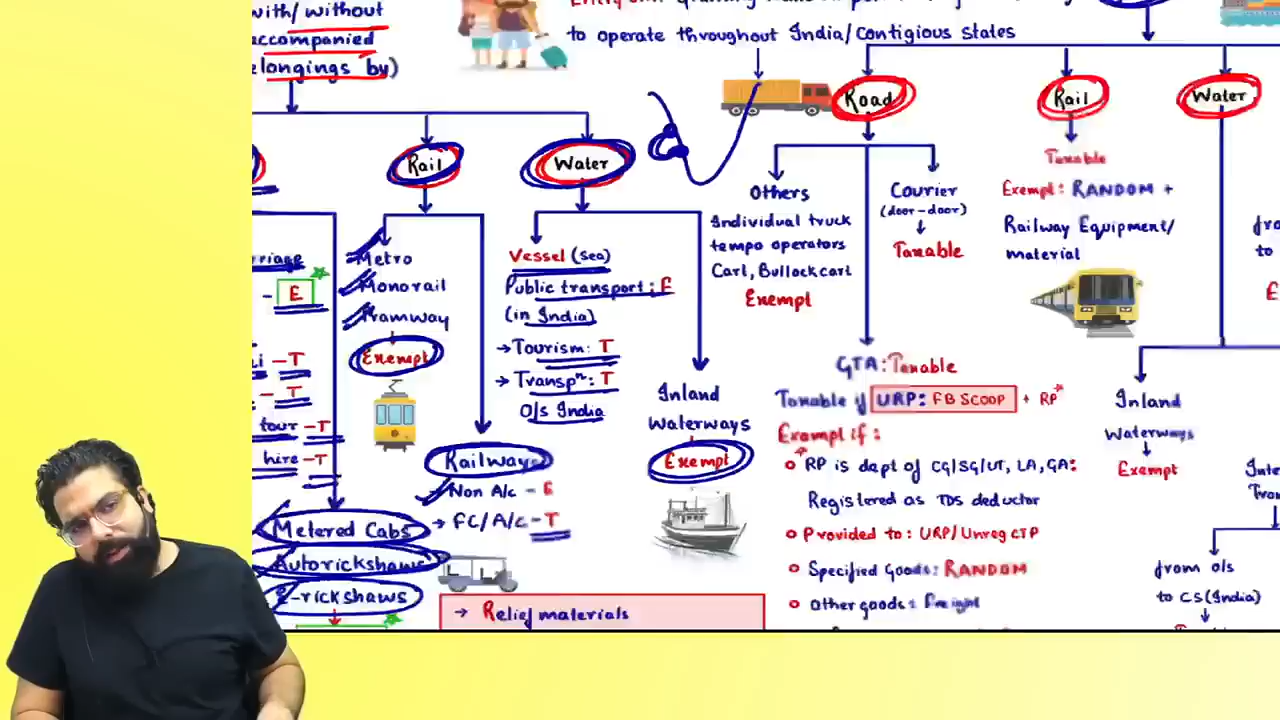 with/ without
accompanied
elongings by)
to operate throughout India/contigious states
Road
Rail
Water
Rail
Water
Taxable
Exempt: RANDOM +
Railway Equipment/
material
Others
Individual truck
tempo operators
Cart, Bullockcart
Exempt
Courier
(door-door)
Taxable
to
E
rriage
- E
Metro
Monorail
Tramway
Exempt
Vessel (sea)
Public transport: E
(in India)
→ Tourism: T
→ Transpⁿ: T
O/s India
- T
- T
tour - T
hire - T
Inland
Waterways
Exempt
GTA: Taxable
Taxable if URP: FB SCOOP + RP*
Exempt if:
RP is dept of CG/SG/UT, LA, GA:
Registered as TDS deductor
Provided to: URP/Unreg CTP
Specified Goods: RANDOM
Other goods: Freight
Inland
Waterways
Exempt
from o/s
to CS (India)
Railways
Non A/c - E
→ FC/A/c - T
Metered Cabs
Autorickshaws
E-rickshaws
→ Relief materials